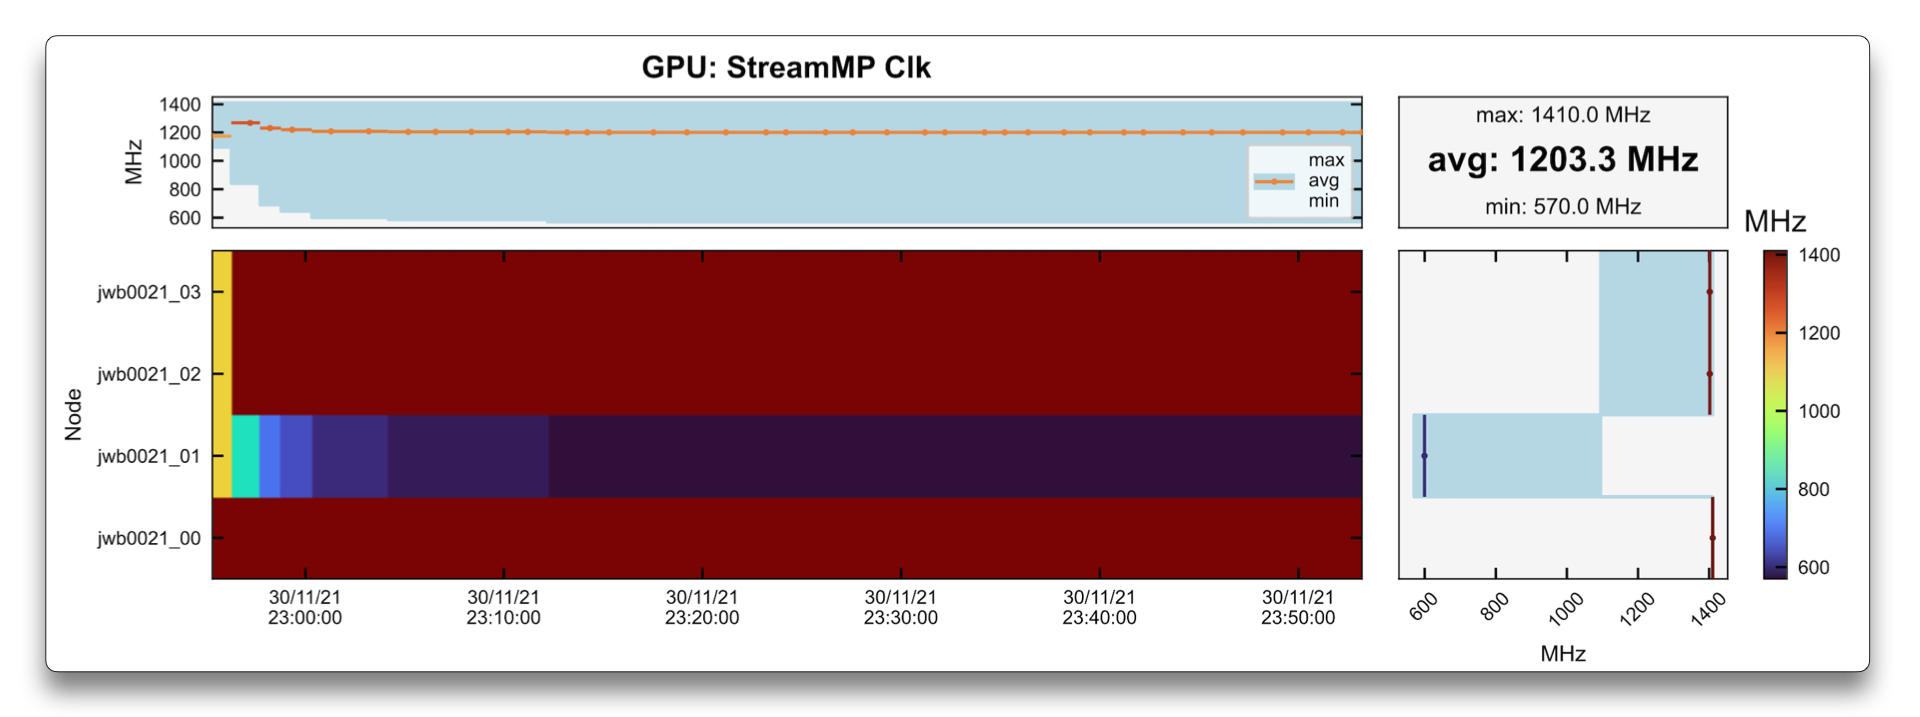 GPU: StreamMP Clk
MHz
1400
1200
1000
800
600
max
avg
min
max: 1410.0 MHz
avg: 1203.3 MHz
min: 570.0 MHz
Node
jwb0021_03
jwb0021_02
jwb0021_01
jwb0021_00
30/11/21 30/11/21 30/11/21 30/11/21 30/11/21 30/11/21
23:00:00 23:10:00 23:20:00 23:30:00 23:40:00 23:50:00
600 800 1000 1200 1400
MHz
MHz
1400
1200
1000
800
600